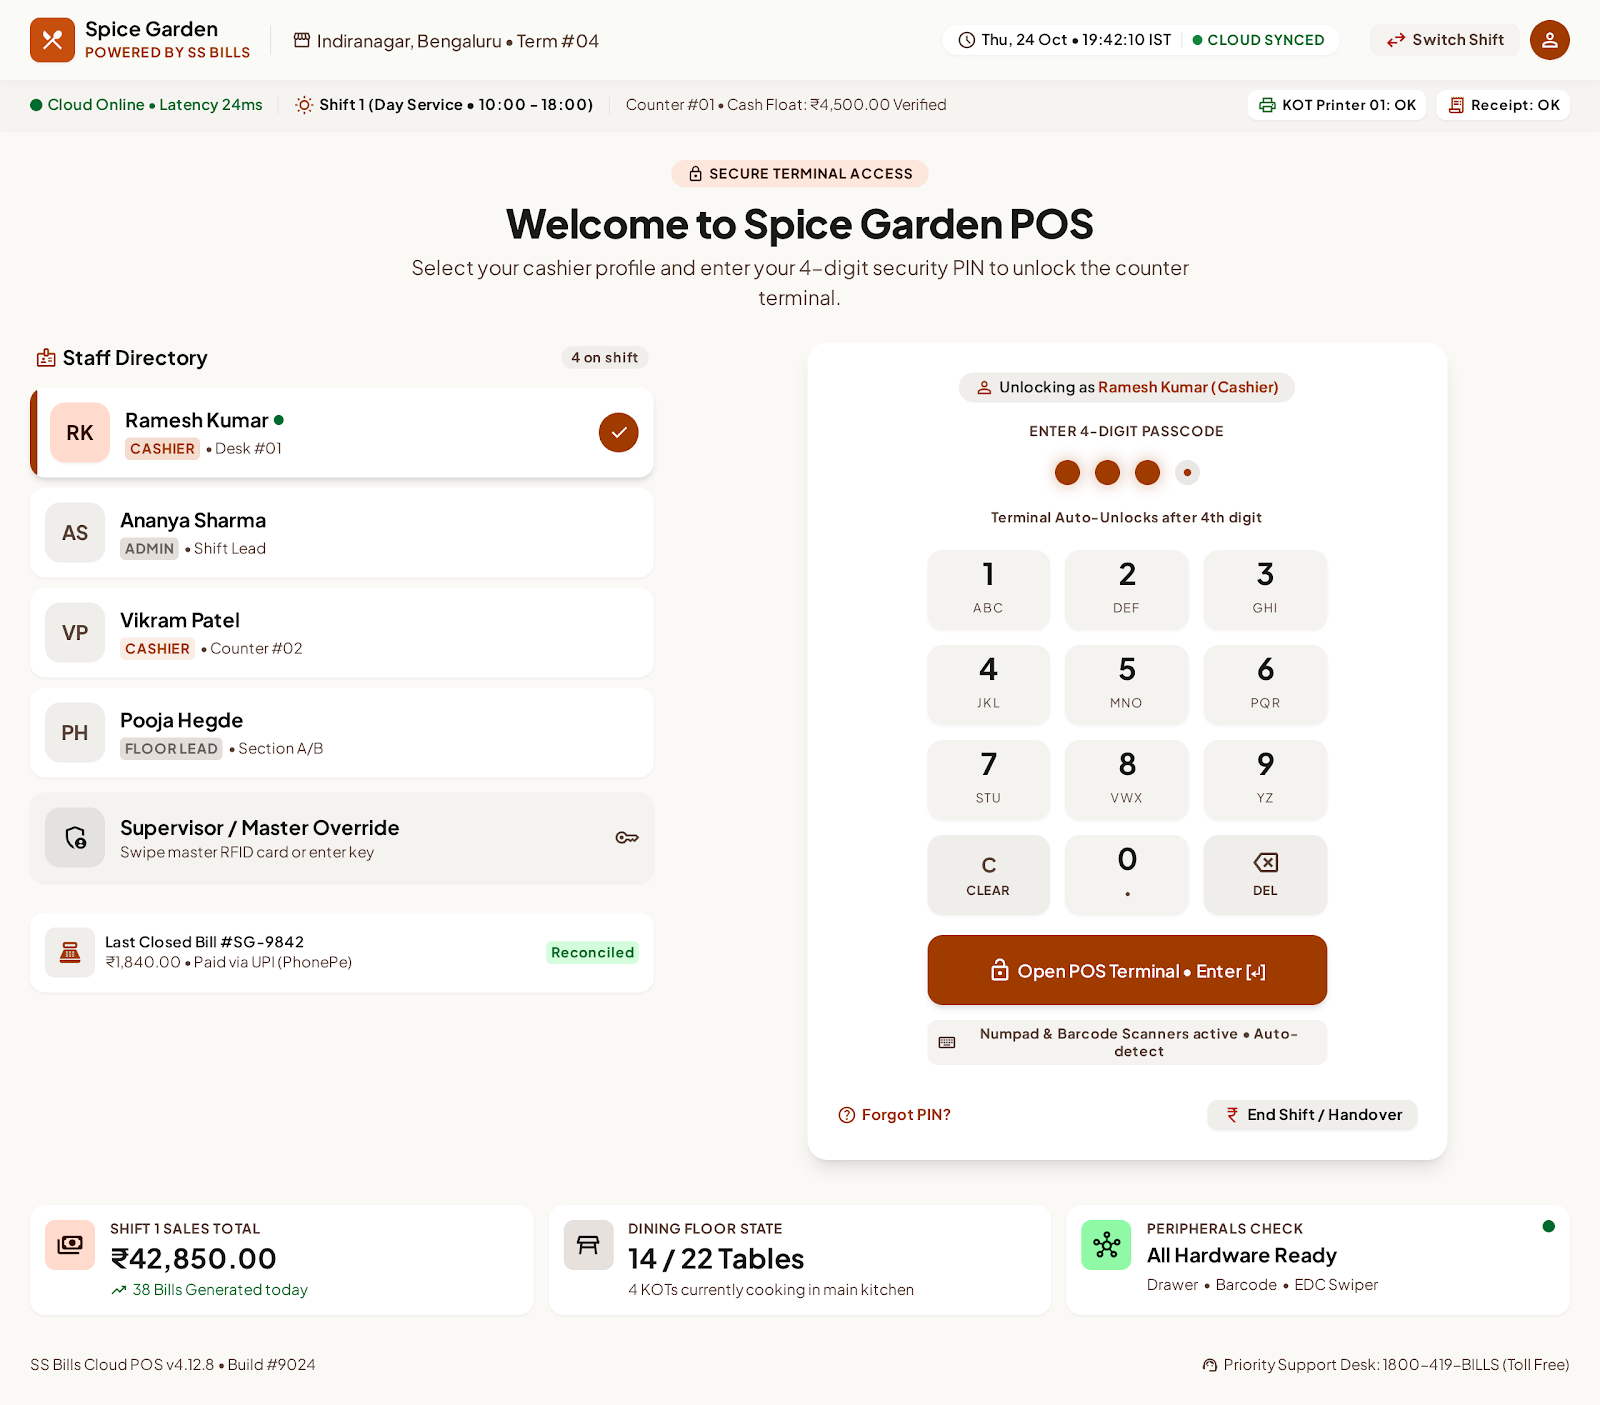 Spice Garden
POWERED BY SS BILLS
Indiranagar, Bengaluru • Term #04
Thu, 24 Oct • 19:42:10 IST
CLOUD SYNCED
Switch Shift
Cloud Online • Latency 24ms
Shift 1 (Day Service • 10:00 - 18:00)
Counter #01 • Cash Float: ₹4,500.00 Verified
KOT Printer 01: OK
Receipt: OK
SECURE TERMINAL ACCESS
Welcome to Spice Garden POS
Select your cashier profile and enter your 4-digit security PIN to unlock the counter
terminal.
Staff Directory
4 on shift
RK
Ramesh Kumar
CASHIER • Desk #01
AS
Ananya Sharma
ADMIN • Shift Lead
VP
Vikram Patel
CASHIER • Counter #02
PH
Pooja Hegde
FLOOR LEAD • Section A/B
Supervisor / Master Override
Swipe master RFID card or enter key
Last Closed Bill #SG-9842
₹1,840.00 • Paid via UPI (PhonePe)
Reconciled
Unlocking as Ramesh Kumar (Cashier)
ENTER 4-DIGIT PASSCODE
Terminal Auto-Unlocks after 4th digit
1
ABC
2
DEF
3
GHI
4
JKL
5
MNO
6
PQR
7
STU
8
VWX
9
YZ
C
CLEAR
0
•
DEL
Open POS Terminal • Enter [↵]
Numpad & Barcode Scanners active • Auto-
detect
Forgot PIN?
₹ End Shift / Handover
SHIFT 1 SALES TOTAL
₹42,850.00
38 Bills Generated today
DINING FLOOR STATE
14 / 22 Tables
4 KOTs currently cooking in main kitchen
PERIPHERALS CHECK
All Hardware Ready
Drawer • Barcode • EDC Swiper
SS Bills Cloud POS v4.12.8 • Build #9024
Priority Support Desk: 1800-419-BILLS (Toll Free)